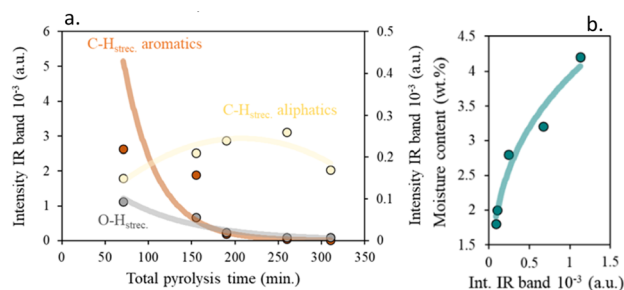 a.
b.
Intensity IR band 10⁻³ (a.u.)
6
5
4
3
2
1
0
C-Hstrec. aromatics
C-Hstrec. aliphatics
O-Hstrec.
0.5
0.4
0.3
0.2
0.1
0
Intensity IR band 10⁻³ (a.u.)
0 50 100 150 200 250 300 350
Total pyrolysis time (min.)
Moisture content (wt.%)
4.5
4
3.5
3
2.5
2
1.5
0 0.5 1 1.5
Int. IR band 10⁻³ (a.u.)